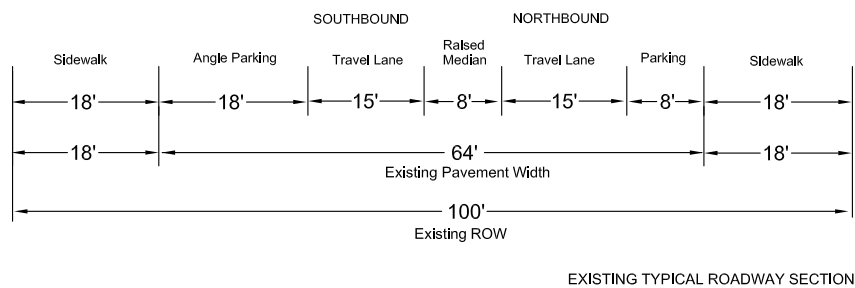 SOUTHBOUND NORTHBOUND
Sidewalk Angle Parking Travel Lane Raised Median Travel Lane Parking Sidewalk
18' 18' 15' 8' 15' 8' 18'
18' 64' 18'
Existing Pavement Width
100'
Existing ROW
EXISTING TYPICAL ROADWAY SECTION